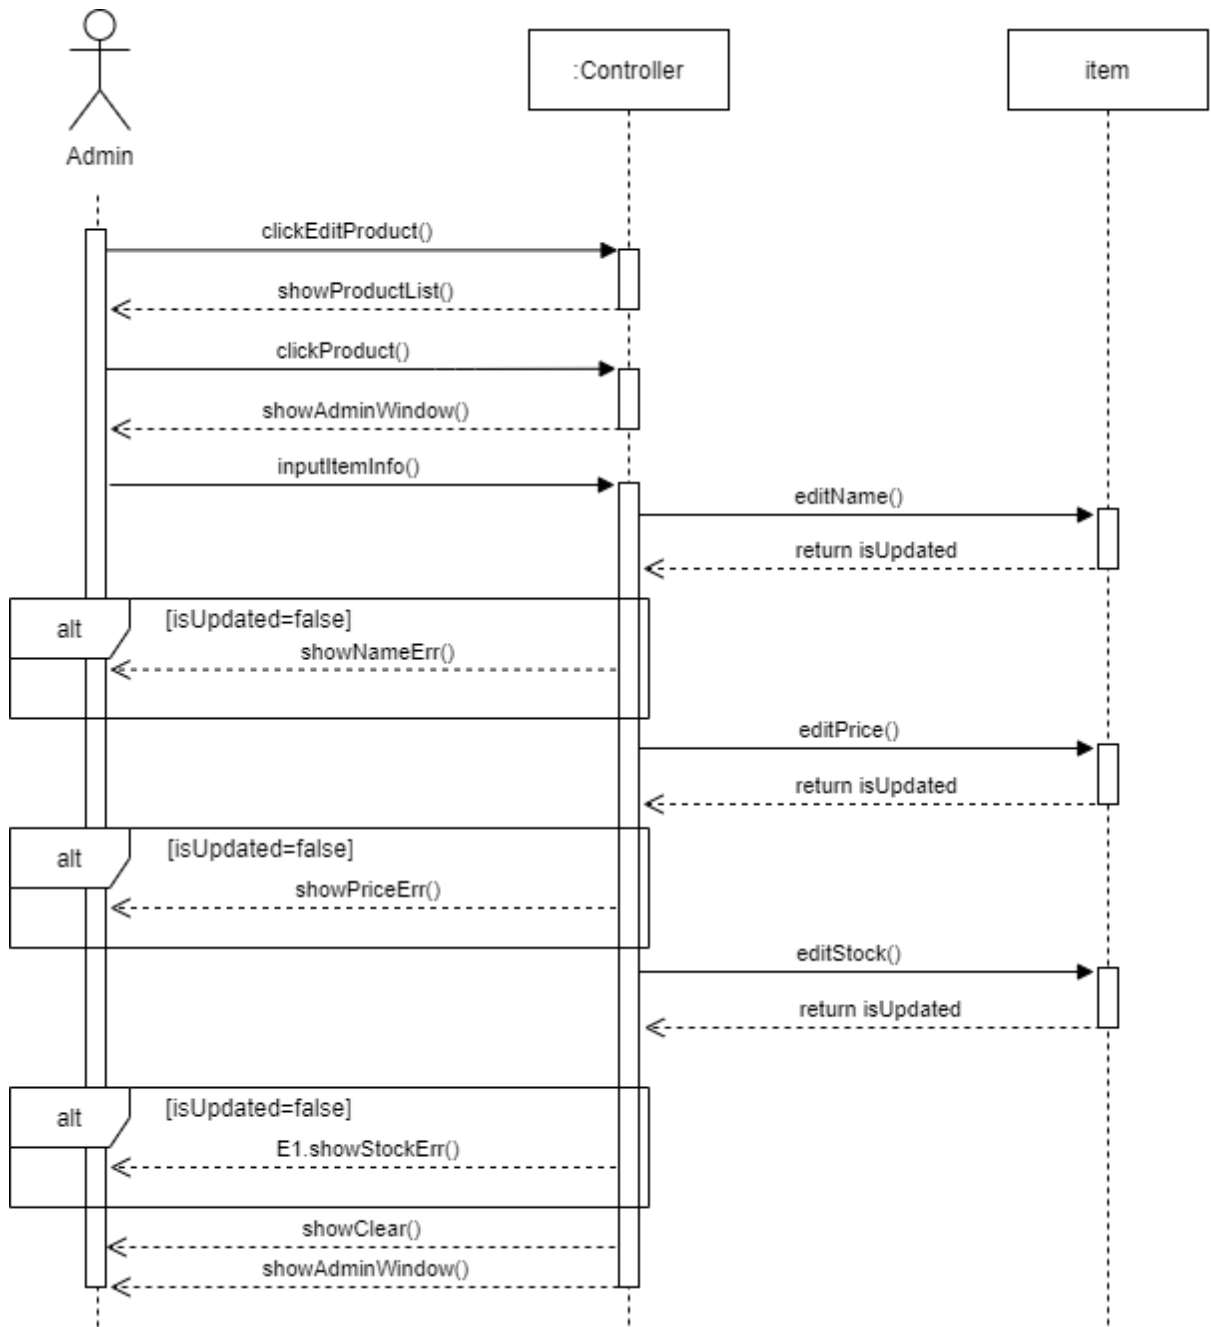 :Controller
item
Admin
clickEditProduct()
showProductList()
clickProduct()
showAdminWindow()
inputItemInfo()
editName()
return isUpdated
alt
[isUpdated=false]
showNameErr()
editPrice()
return isUpdated
alt
[isUpdated=false]
showPriceErr()
editStock()
return isUpdated
alt
[isUpdated=false]
E1.showStockErr()
showClear()
showAdminWindow()